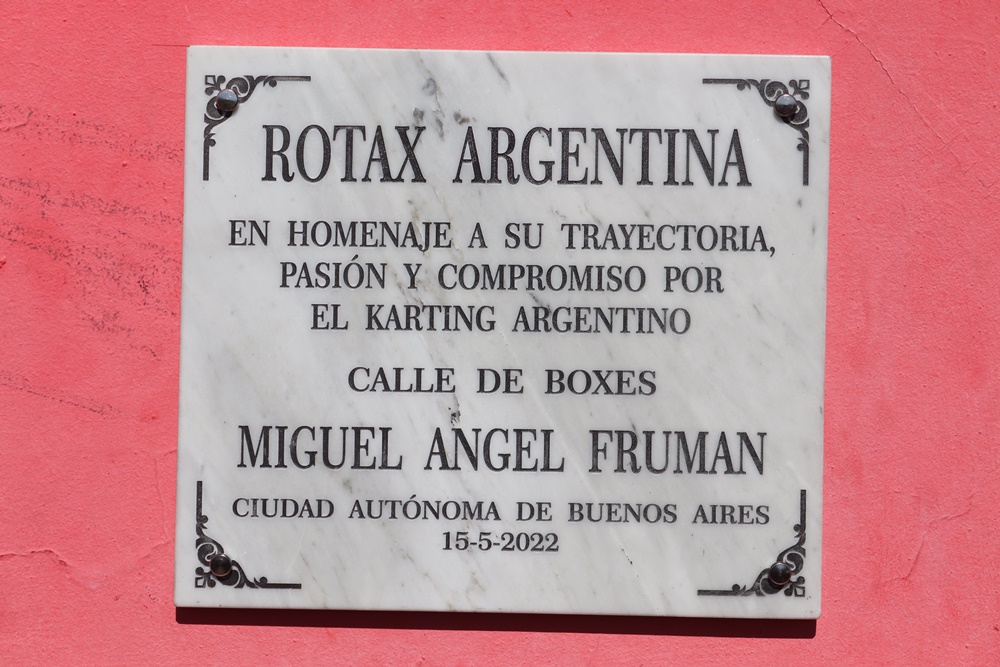 ROTAX ARGENTINA
EN HOMENAJE A SU TRAYECTORIA,
PASIÓN Y COMPROMISO POR
EL KARTING ARGENTINO
CALLE DE BOXES
MIGUEL ANGEL FRUMAN
CIUDAD AUTÓNOMA DE BUENOS AIRES
15-5-2022